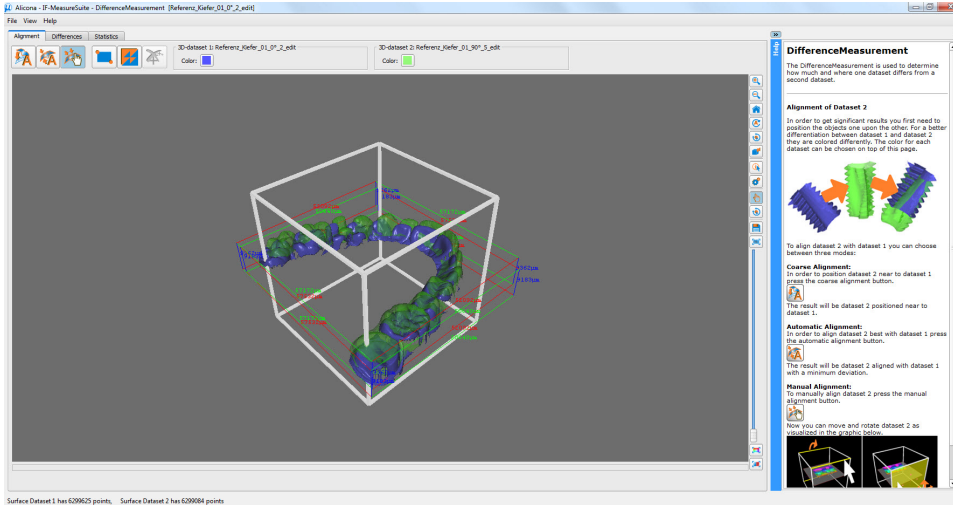 Alicona - IF-MeasureSuite - DifferenceMeasurement [Referenz_Kiefer_01_0°_2_edit]
File View Help
Alignment Differences Statistics
3D-dataset 1: Referenz_Kiefer_01_0°_2_edit
Color:
3D-dataset 2: Referenz_Kiefer_01_90°_5_edit
Color:
Help
DifferenceMeasurement
The DifferenceMeasurement is used to determine
how much and where one dataset differs from a
second dataset.
Alignment of Dataset 2
In order to get significant results you first need to
position the objects one upon the other. For a better
differentiation between dataset 1 and dataset 2
they are colored differently. The color for each
dataset can be chosen on top of this page.
To align dataset 2 with dataset 1 you can choose
between three modes:
Coarse Alignment:
In order to position dataset 2 near to dataset 1
press the coarse alignment button.
The result will be dataset 2 positioned near to
dataset 1.
Automatic Alignment:
In order to align dataset 2 best with dataset 1 press
the automatic alignment button.
The result will be dataset 2 aligned with dataset 1
with a minimum deviation.
Manual Alignment:
To manually align dataset 2 press the manual
alignment button.
Now you can move and rotate dataset 2 as
visualized in the graphic below.
Surface Dataset 1 has 6299625 points, Surface Dataset 2 has 6299084 points